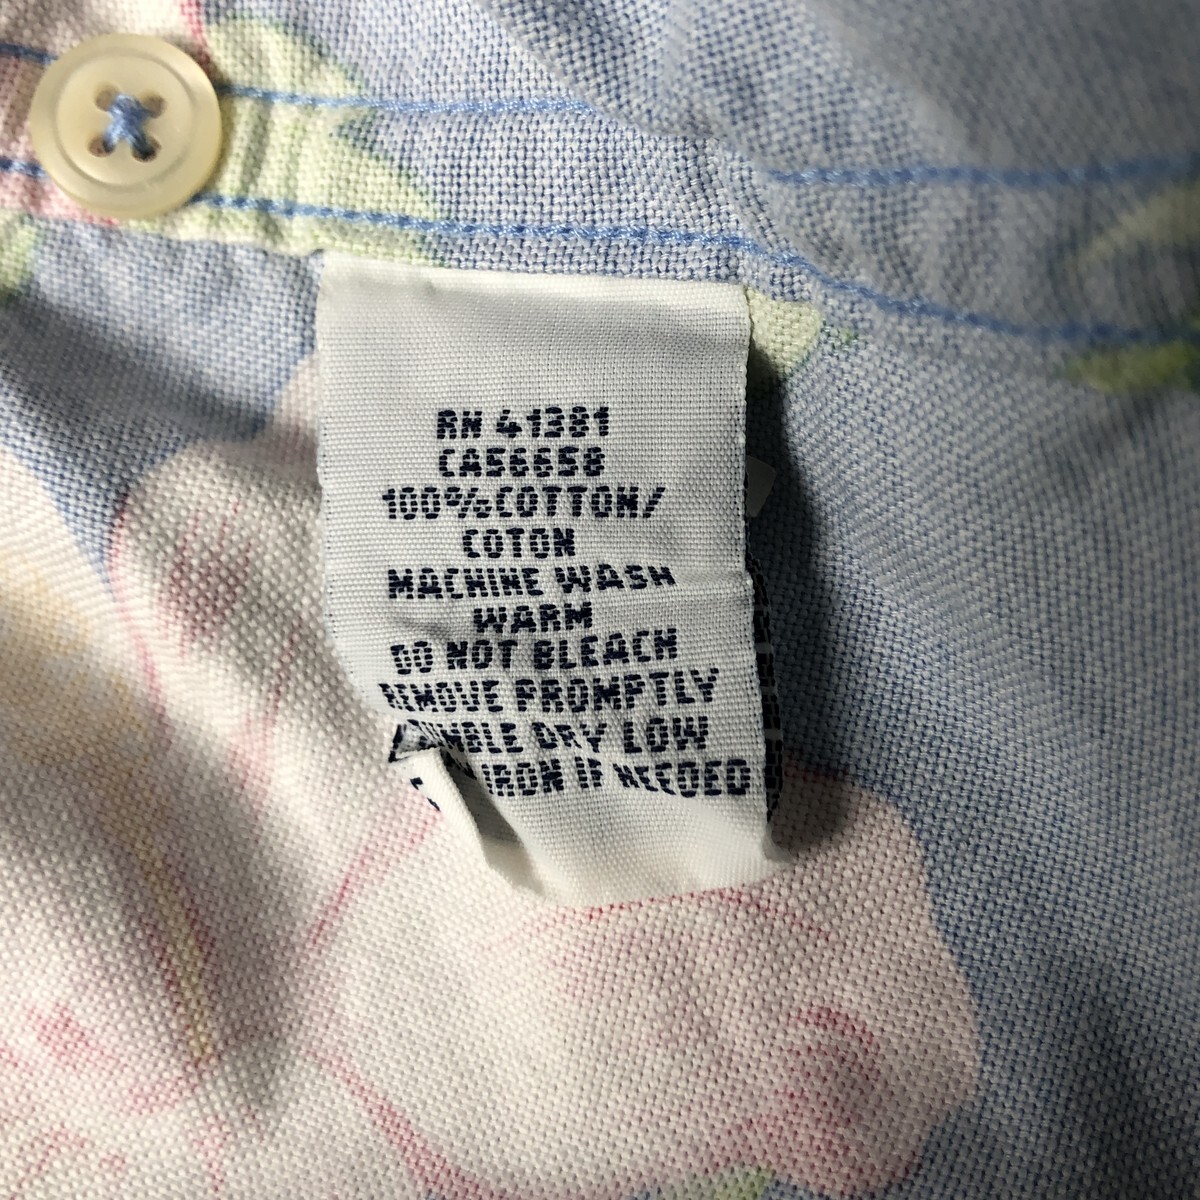 RN 41381
CA56658
100%COTTON/
COTON
MACHINE WASH
WARM
DO NOT BLEACH
REMOVE PROMPTLY
DRY LOW
IRON IF NEEDED